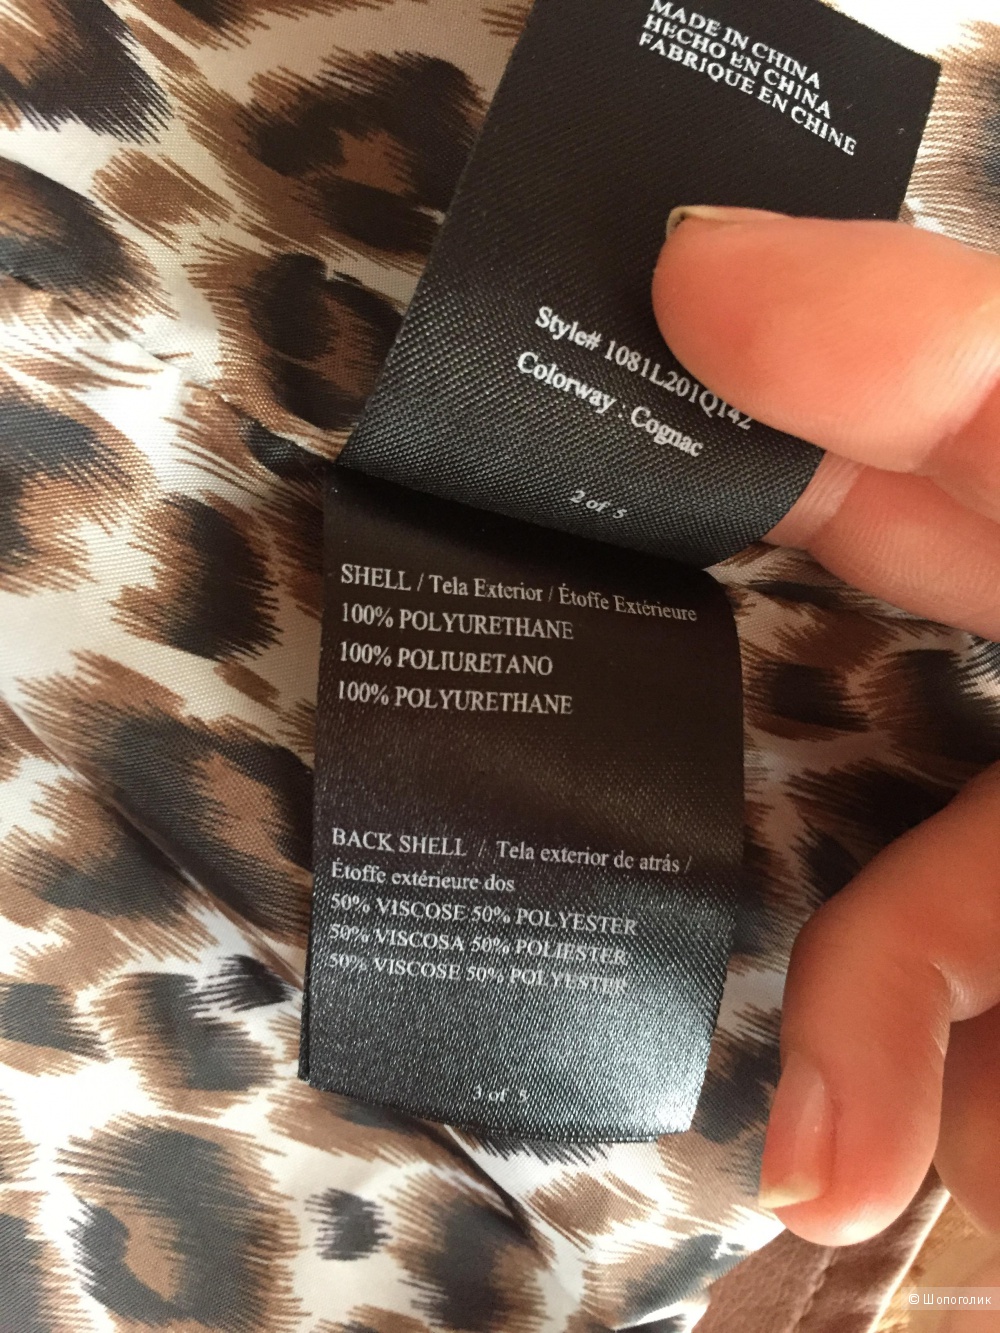 MADE IN CHINA
HECHO EN CHINA
FABRIQUE EN CHINE
Style# 1081L201Q142
Colorway : Cognac
2 of 5
SHELL / Tela Exterior / Étoffe Extérieure
100% POLYURETHANE
100% POLIURETANO
100% POLYURETHANE
BACK SHELL / Tela exterior de atrás /
Étoffe extérieure dos
50% VISCOSE 50% POLYESTER
50% VISCOSA 50% POLIESTER
50% VISCOSE 50% POLYESTER
3 of 5
© Шопоголик